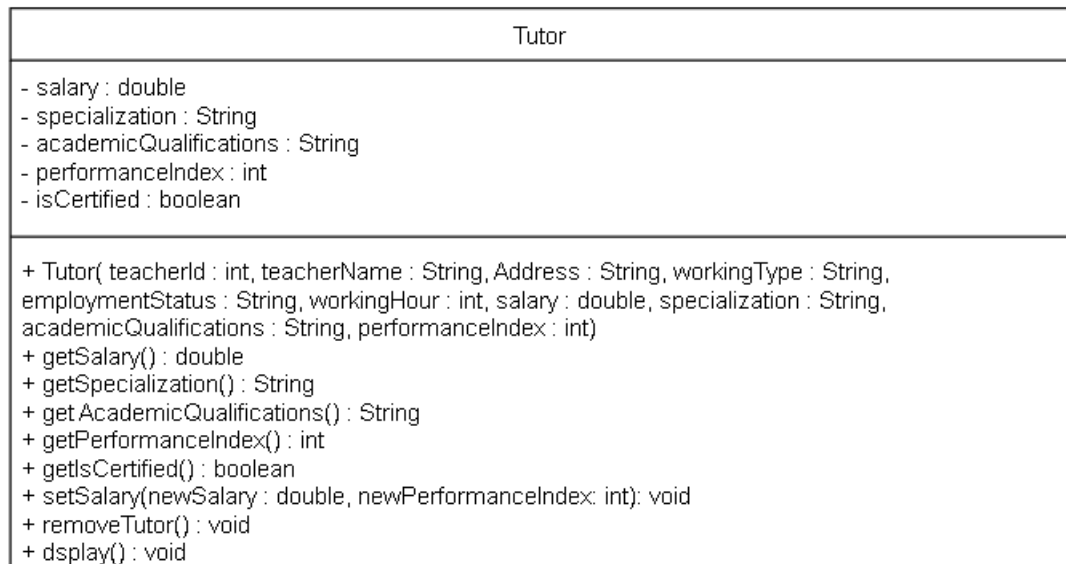 Tutor
- salary : double
- specialization : String
- academicQualifications : String
- performanceIndex : int
- isCertified : boolean
+ Tutor( teacherId : int, teacherName : String, Address : String, workingType : String,
employmentStatus : String, workingHour : int, salary : double, specialization : String,
academicQualifications : String, performanceIndex : int)
+ getSalary() : double
+ getSpecialization() : String
+ get AcademicQualifications() : String
+ getPerformanceIndex() : int
+ getIsCertified() : boolean
+ setSalary(newSalary : double, newPerformanceIndex: int): void
+ removeTutor() : void
+ dsplay() : void